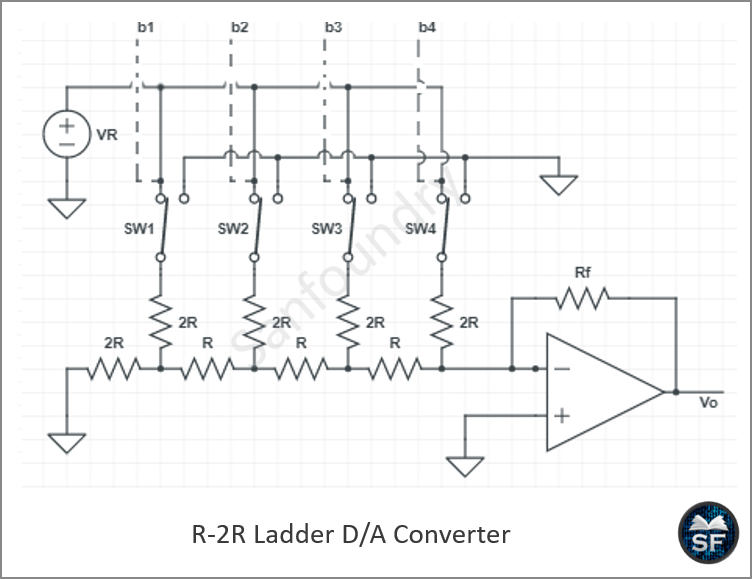 b1
b2
b3
b4
VR
SW1
SW2
SW3
SW4
2R
2R
2R
2R
2R
R
R
R
Rf
Vo
Sanfoundry
R-2R Ladder D/A Converter
SF